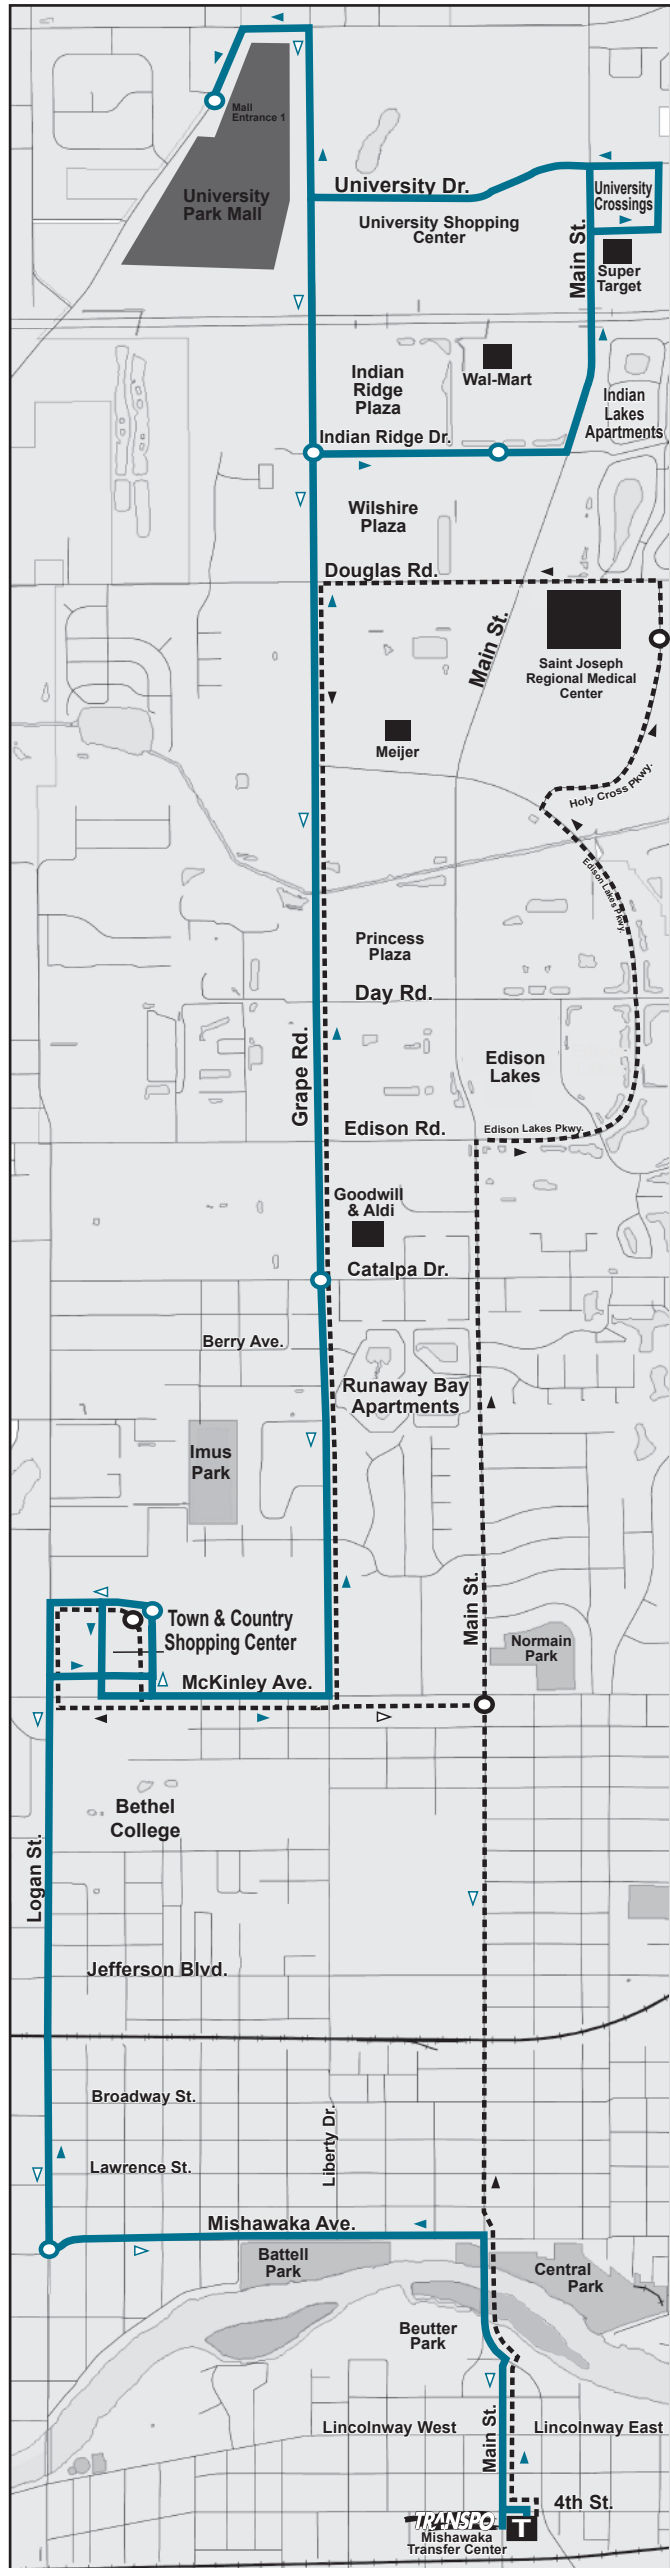 Mall
Entrance 1
University
Park Mall
University Dr.
University
Crossings
University Shopping
Center
Main St.
Super
Target
Indian
Ridge
Plaza
Wal-Mart
Indian
Lakes
Apartments
Indian Ridge Dr.
Wilshire
Plaza
Douglas Rd.
Main St.
Saint Joseph
Regional Medical
Center
Meijer
Holy Cross Pkwy.
Edison Lakes Pkwy.
Princess
Plaza
Day Rd.
Grape Rd.
Edison
Lakes
Edison Rd.
Edison Lakes Pkwy.
Goodwill
& Aldi
Catalpa Dr.
Berry Ave.
Runaway Bay
Apartments
Imus
Park
Main St.
Town & Country
Shopping Center
Normain
Park
McKinley Ave.
Bethel
College
Logan St.
Jefferson Blvd.
Broadway St.
Liberty Dr.
Lawrence St.
Mishawaka Ave.
Battell
Park
Central
Park
Beutter
Park
Lincolnway West
Main St.
Lincolnway East
4th St.
TRANSPO
T
Mishawaka
Transfer Center